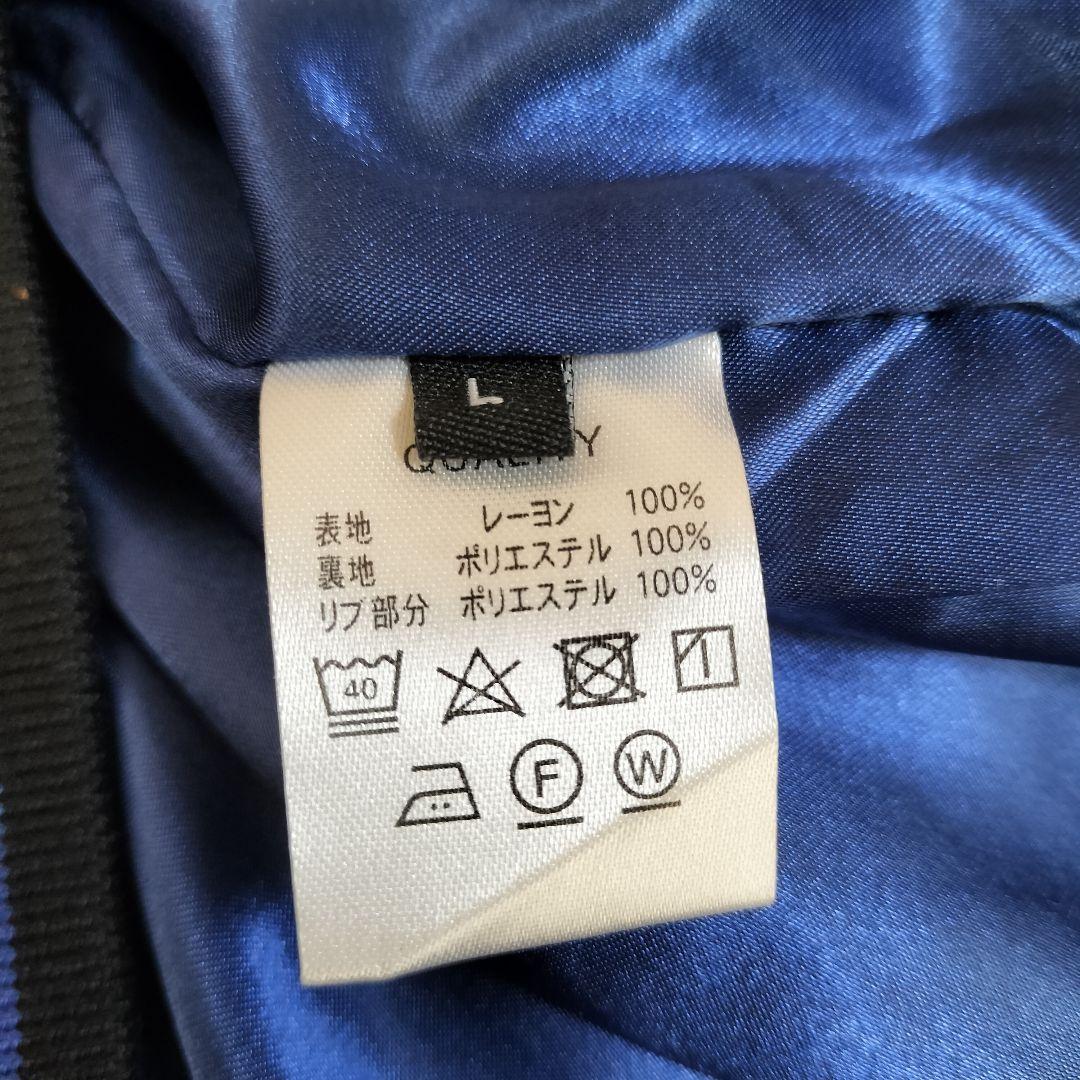 L
QUALITY
表地 レーヨン 100%
裏地 ポリエステル 100%
リブ部分 ポリエステル 100%
40
F W